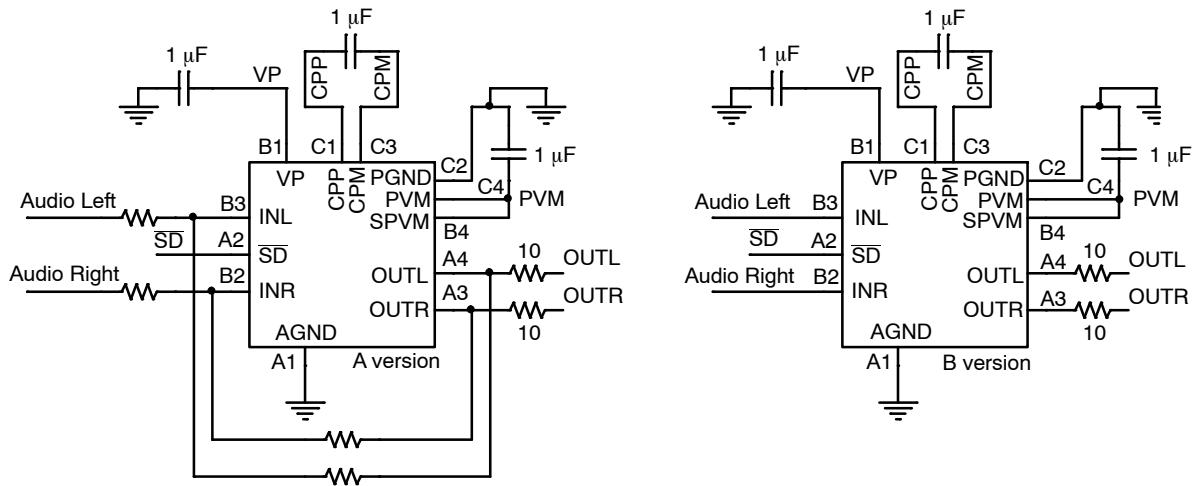 1 μF
1 μF
VP
CPP
CPM
B1
C1
C3
C2
1 μF
VP
CPP
CPM
PGND
C4
PVM
PVM
SPVM
B4
Audio Left
B3
INL
SD
A2
SD
Audio Right
B2
INR
OUTL
A4
10
OUTL
OUTR
A3
OUTR
10
AGND
A1
A version
1 μF
1 μF
VP
CPP
CPM
B1
C1
C3
C2
1 μF
VP
CPP
CPM
PGND
C4
PVM
PVM
SPVM
B4
Audio Left
B3
INL
SD
A2
SD
Audio Right
B2
INR
OUTL
A4
10
OUTL
OUTR
A3
OUTR
10
AGND
A1
B version